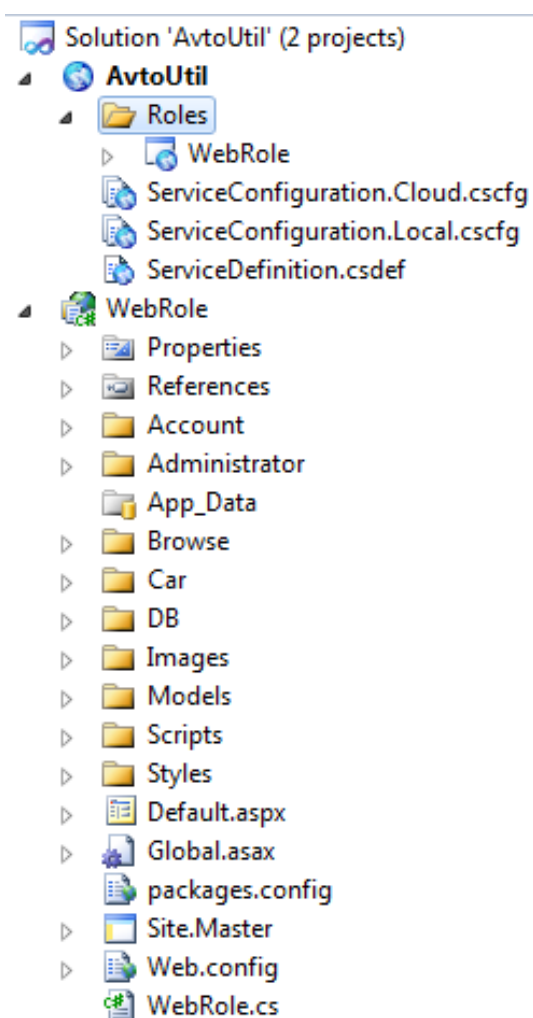 Solution 'AvtoUtil' (2 projects)
AvtoUtil
Roles
WebRole
ServiceConfiguration.Cloud.cscfg
ServiceConfiguration.Local.cscfg
ServiceDefinition.csdef
WebRole
Properties
References
Account
Administrator
App_Data
Browse
Car
DB
Images
Models
Scripts
Styles
Default.aspx
Global.asax
packages.config
Site.Master
Web.config
WebRole.cs